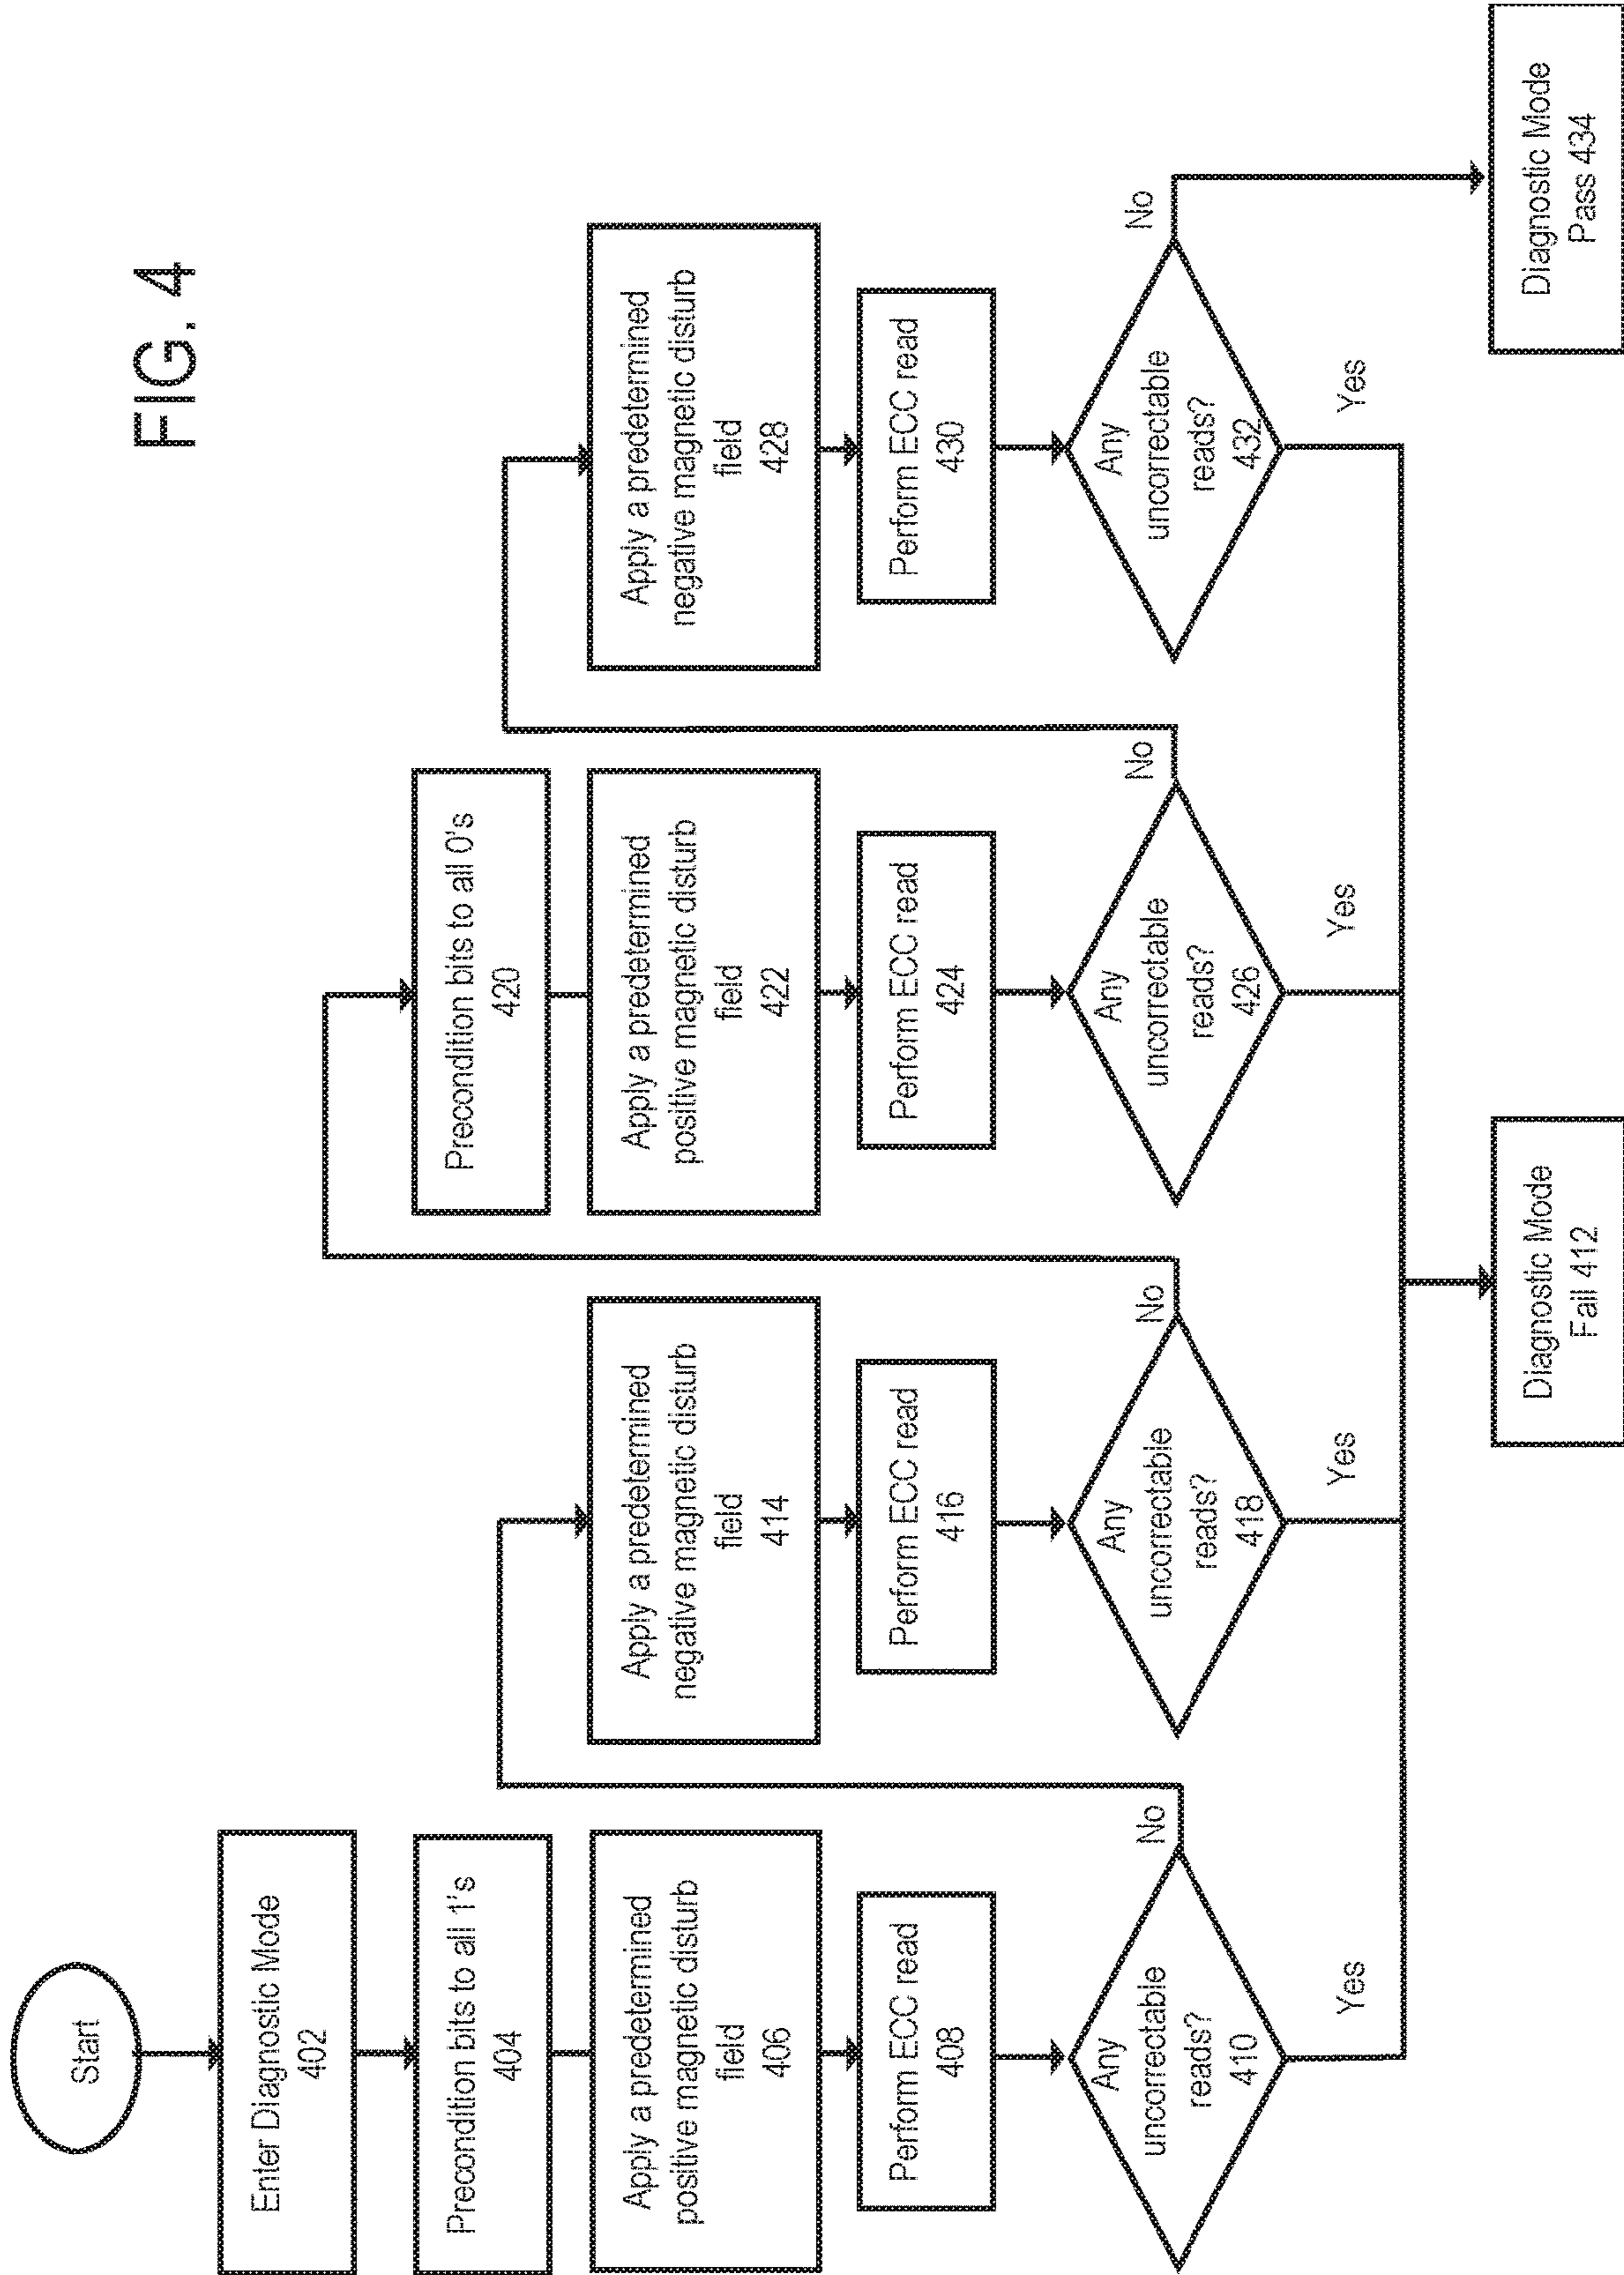 FIG. 4
Start
Enter Diagnostic Mode
402
Precondition bits to all 1's
404
Apply a predetermined
positive magnetic disturb
field
406
Perform ECC read
408
Any
uncorrectable
reads?
410
No
Yes
Apply a predetermined
negative magnetic disturb
field
414
Perform ECC read
416
Any
uncorrectable
reads?
418
No
Yes
Precondition bits to all 0's
420
Apply a predetermined
positive magnetic disturb
field
422
Perform ECC read
424
Any
uncorrectable
reads?
426
No
Yes
Apply a predetermined
negative magnetic disturb
field
428
Perform ECC read
430
Any
uncorrectable
reads?
432
No
Yes
Diagnostic Mode
Fail 412
Diagnostic Mode
Pass 434